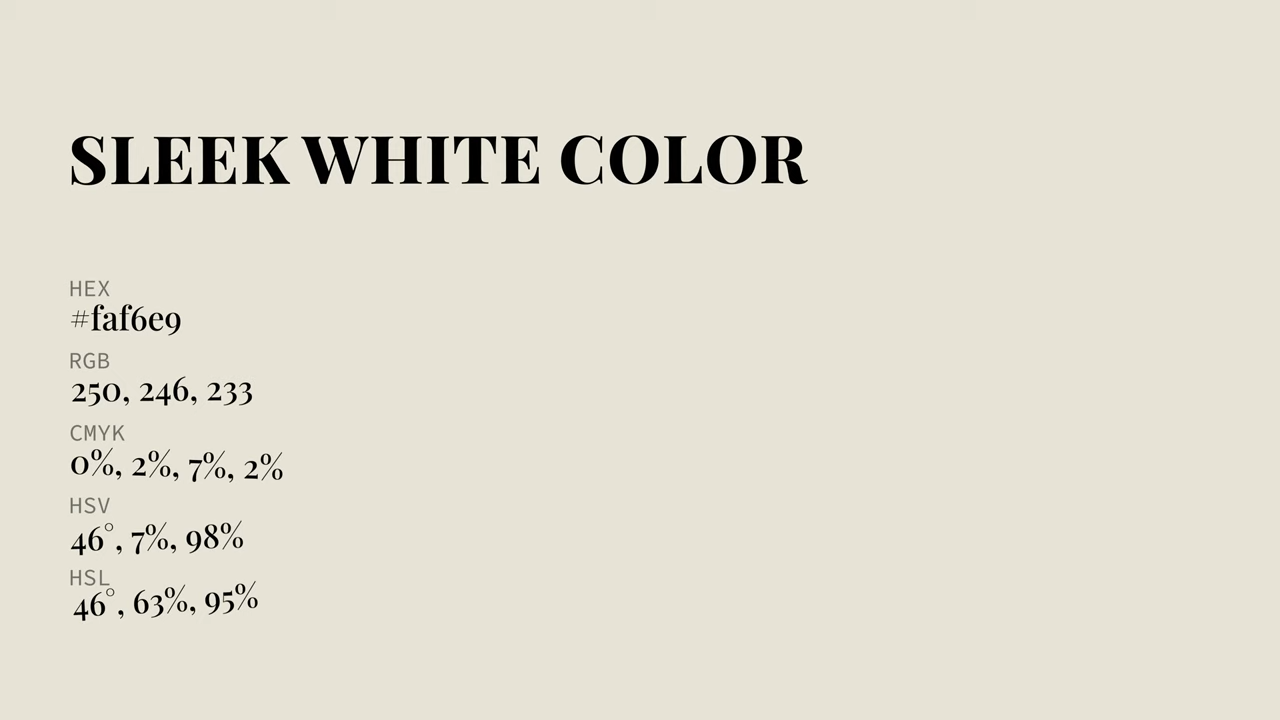 SLEEK WHITE COLOR
HEX
#faf6e9
RGB
250, 246, 233
CMYK
0%, 2%, 7%, 2%
HSV
46°, 7%, 98%
HSL
46°, 63%, 95%